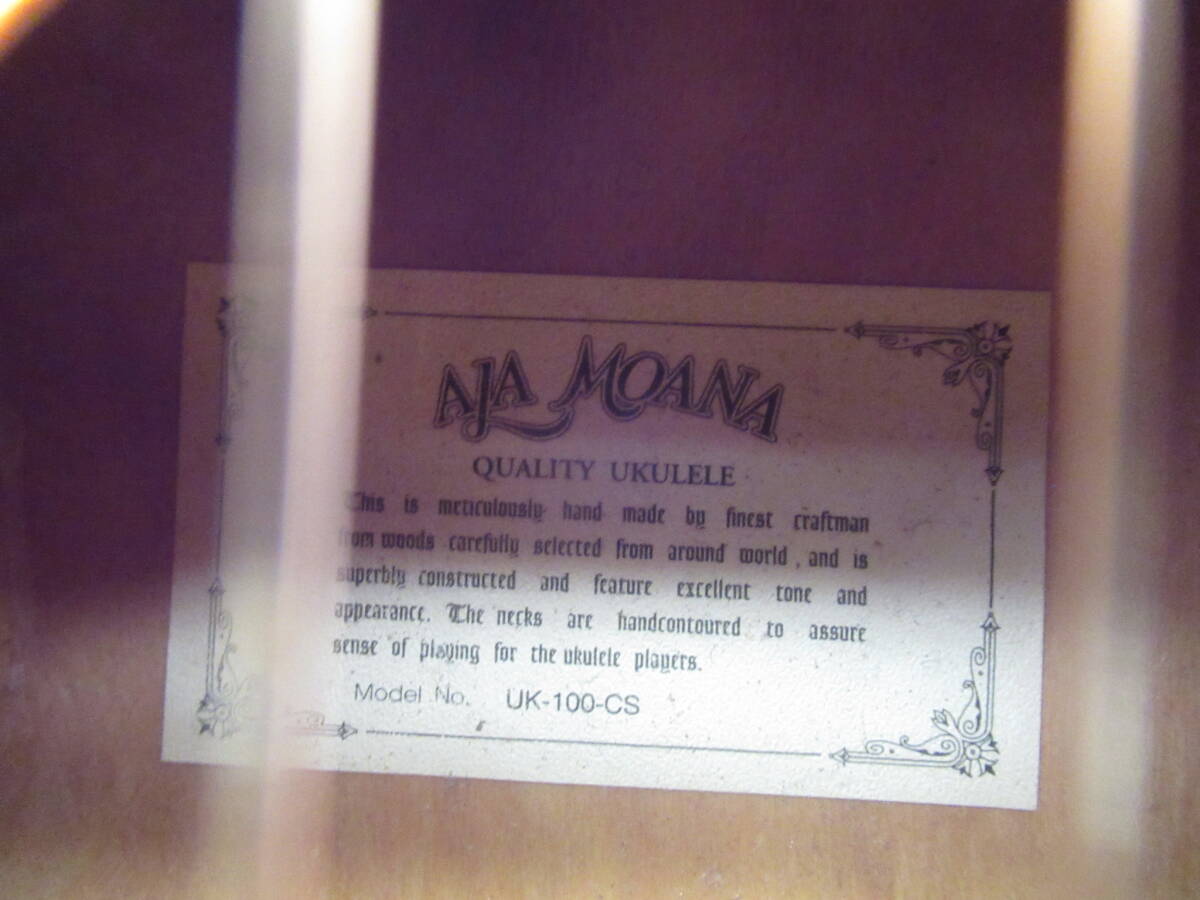 AJA MOANA
QUALITY UKULELE
This is meticulously hand made by finest craftman
from woods carefully selected from around world , and is
superbly constructed and feature excellent tone and
appearance. The necks are handcontoured to assure
sense of playing for the ukulele players.
Model No. UK-100-CS